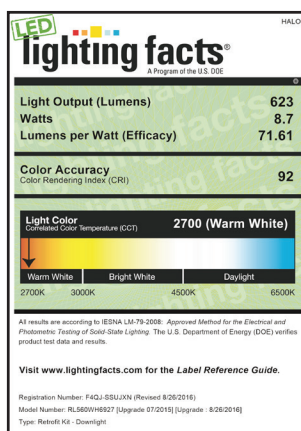 HALO
LED
lighting facts®
A Program of the U.S. DOE
Light Output (Lumens) 623
Watts 8.7
Lumens per Watt (Efficacy) 71.61
Color Accuracy 92
Color Rendering Index (CRI)
Light Color 2700 (Warm White)
Correlated Color Temperature (CCT)
Warm White Bright White Daylight
2700K 3000K 4500K 6500K
All results are according to IESNA LM-79-2008: Approved Method for the Electrical and
Photometric Testing of Solid-State Lighting. The U.S. Department of Energy (DOE) verifies
product test data and results.
Visit www.lightingfacts.com for the Label Reference Guide.
Registration Number: F4QJ-SSUJXN (Revised 8/26/2016)
Model Number: RL560WH6927 [Upgrade 07/2015] [Upgrade : 8/26/2016]
Type: Retrofit Kit - Downlight